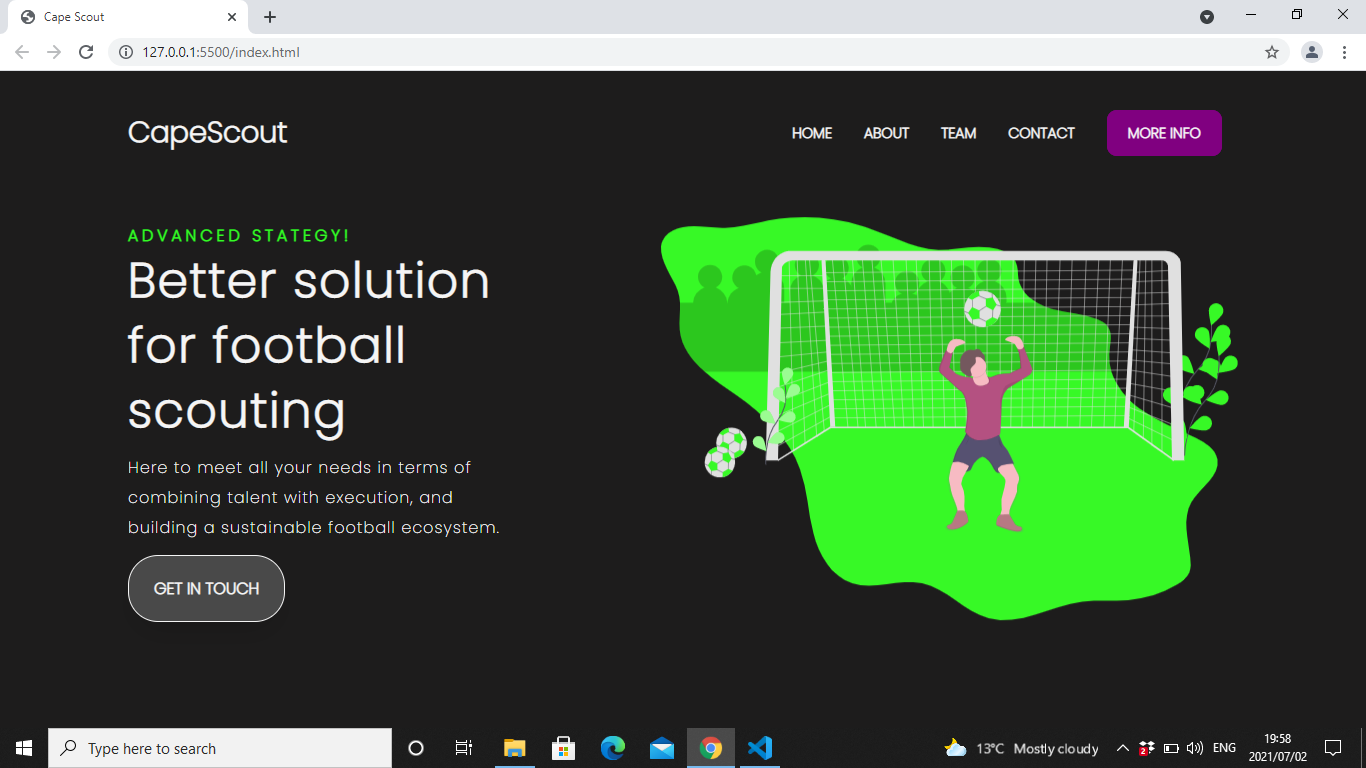 Cape Scout
127.0.0.1:5500/index.html
CapeScout
HOME ABOUT TEAM CONTACT MORE INFO
ADVANCED STATEGY!
Better solution
for football
scouting
Here to meet all your needs in terms of
combining talent with execution, and
building a sustainable football ecosystem.
GET IN TOUCH
Type here to search
2
13°C Mostly cloudy
ENG
19:58
2021/07/02